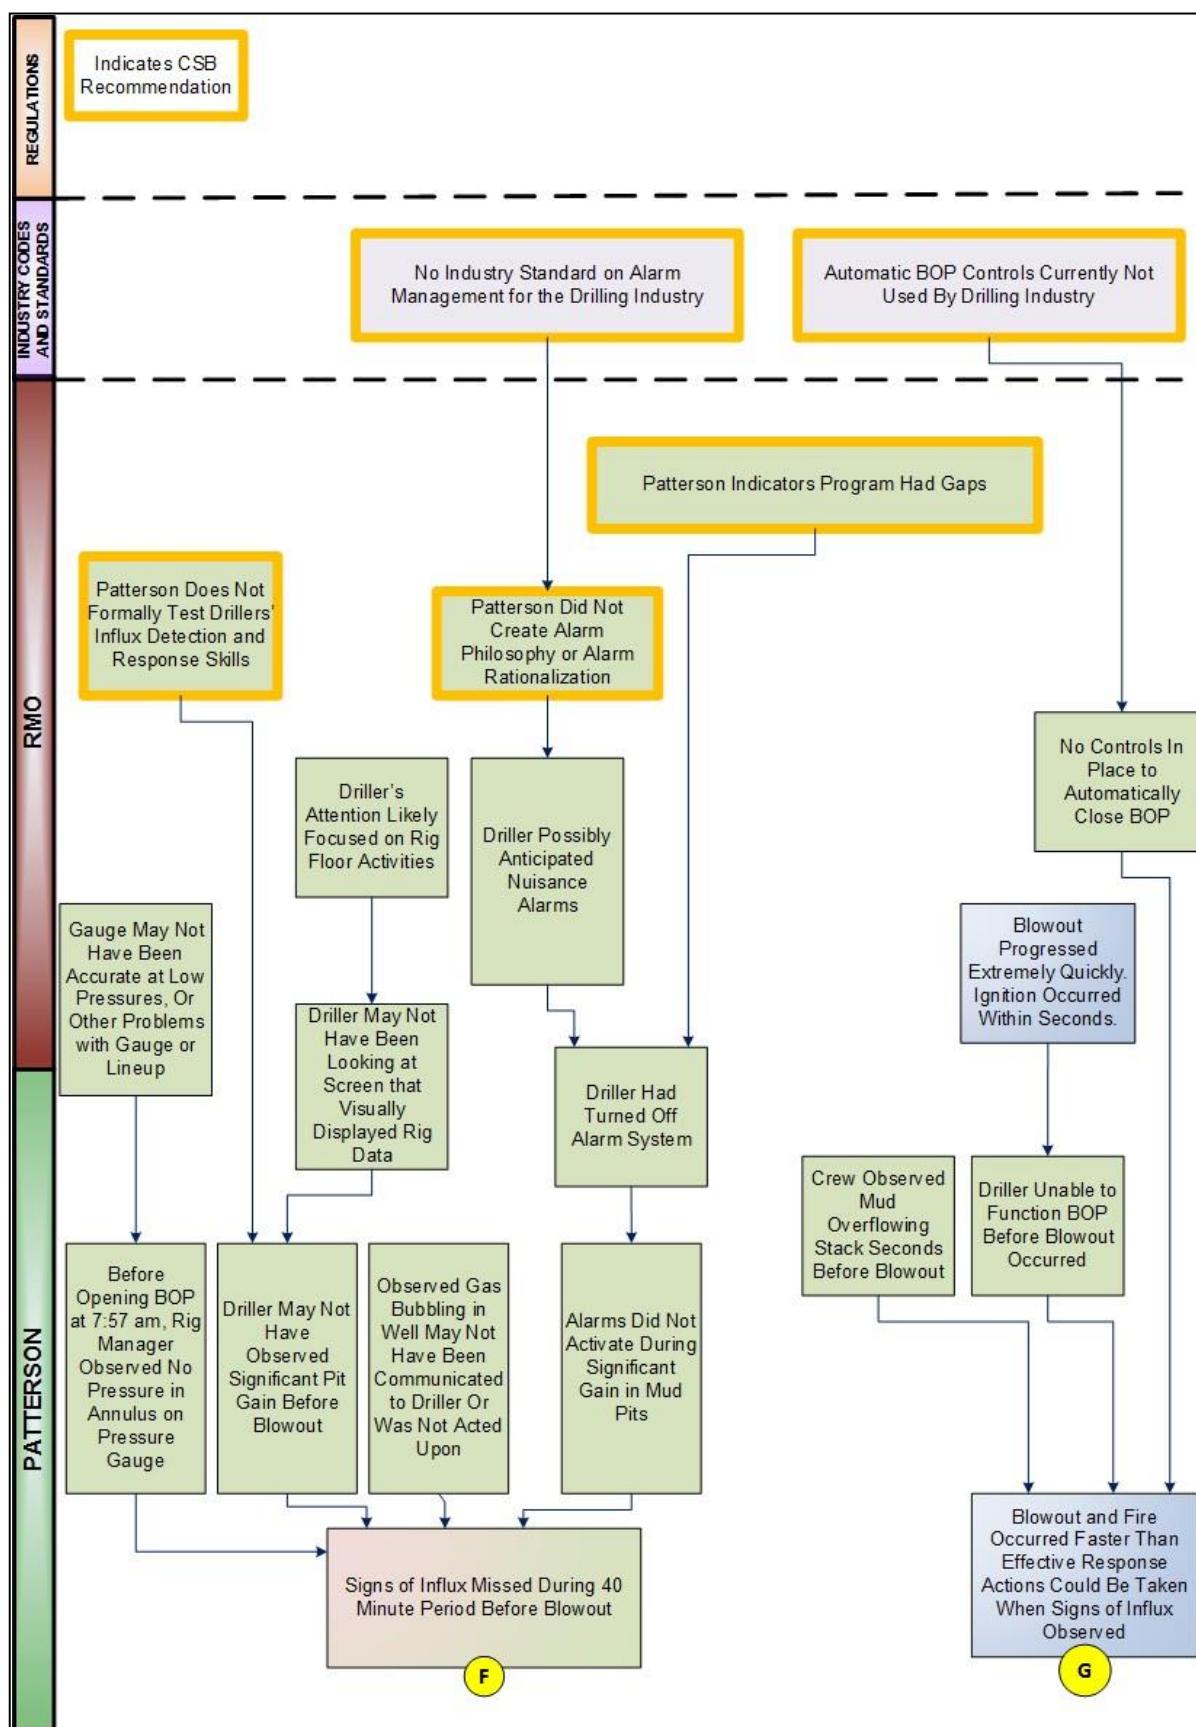 REGULATIONS
Indicates CSB
Recommendation
INDUSTRY CODES
AND STANDARDS
No Industry Standard on Alarm
Management for the Drilling Industry
Automatic BOP Controls Currently Not
Used By Drilling Industry
RMO
Patterson Indicators Program Had Gaps
Patterson Does Not
Formally Test Drillers'
Influx Detection and
Response Skills
Patterson Did Not
Create Alarm
Philosophy or Alarm
Rationalization
No Controls In
Place to
Automatically
Close BOP
Driller's
Attention Likely
Focused on Rig
Floor Activities
Driller Possibly
Anticipated
Nuisance
Alarms
Gauge May Not
Have Been
Accurate at Low
Pressures, Or
Other Problems
with Gauge or
Lineup
Blowout
Progressed
Extremely Quickly.
Ignition Occurred
Within Seconds.
Driller May Not
Have Been
Looking at
Screen that
Visually
Displayed Rig
Data
Driller Had
Turned Off
Alarm System
PATTERSON
Crew Observed
Mud
Overflowing
Stack Seconds
Before Blowout
Driller Unable to
Function BOP
Before Blowout
Occurred
Before
Opening BOP
at 7:57 am, Rig
Manager
Observed No
Pressure in
Annulus on
Pressure
Gauge
Driller May Not
Have
Observed
Significant Pit
Gain Before
Blowout
Observed Gas
Bubbling in
Well May Not
Have Been
Communicated
to Driller Or
Was Not Acted
Upon
Alarms Did Not
Activate During
Significant
Gain in Mud
Pits
Signs of Influx Missed During 40
Minute Period Before Blowout
F
Blowout and Fire
Occurred Faster Than
Effective Response
Actions Could Be Taken
When Signs of Influx
Observed
G